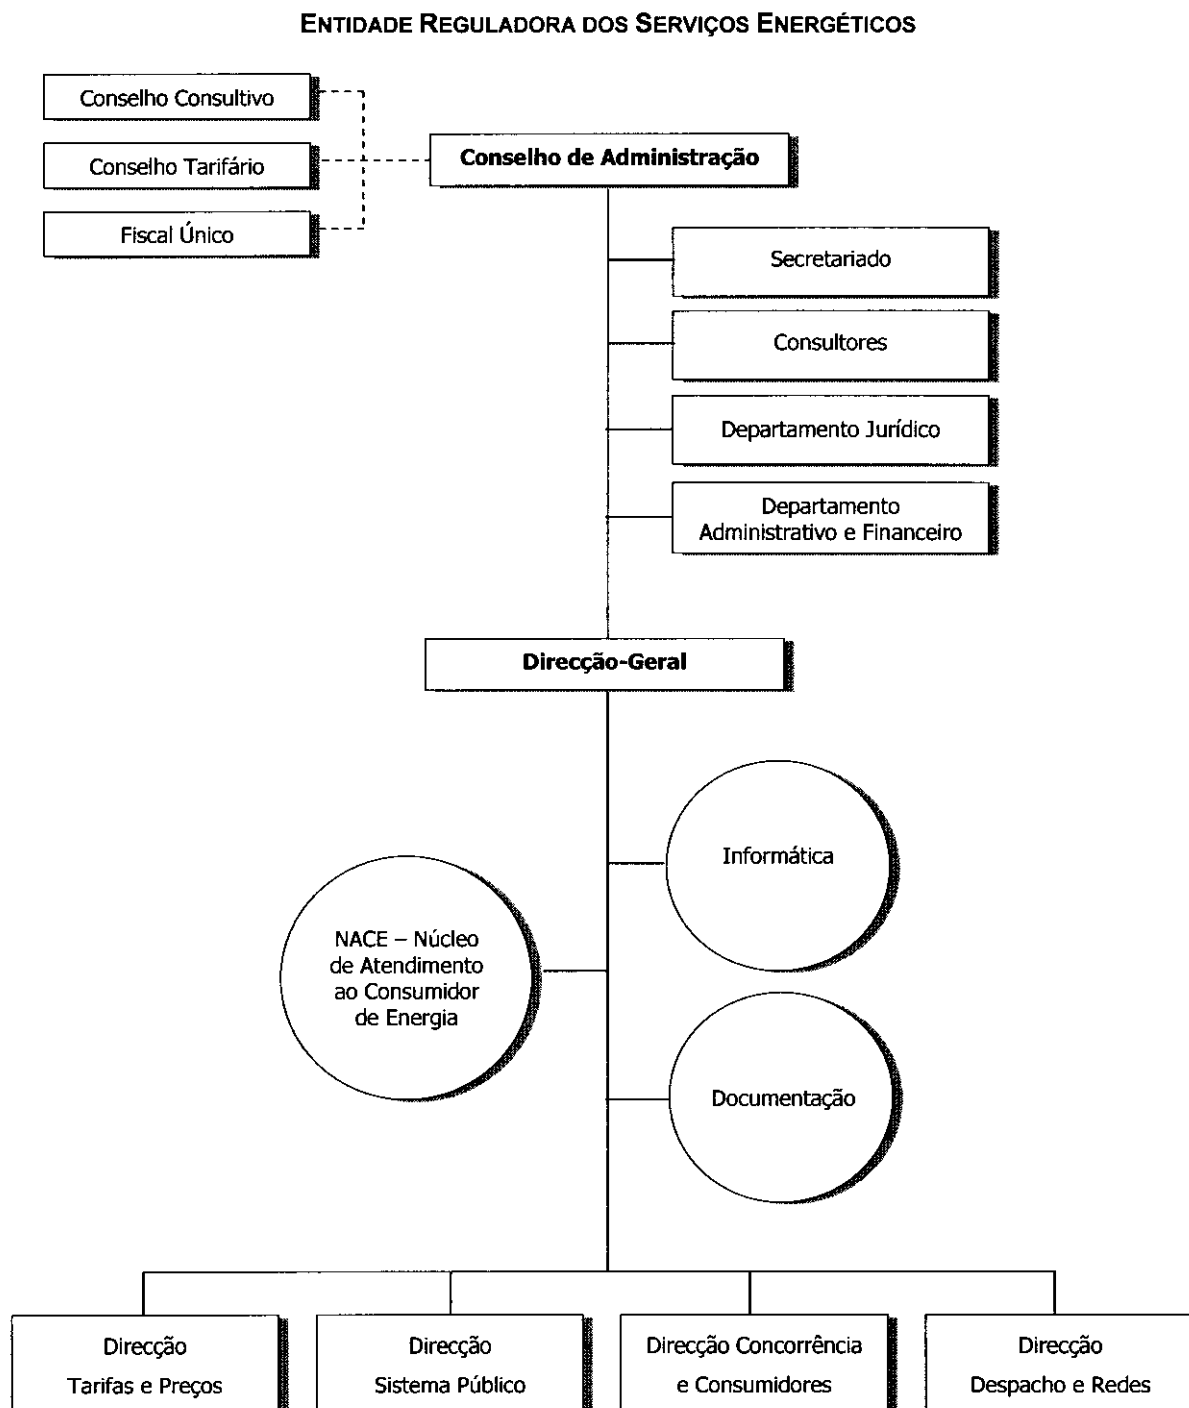 ENTIDADE REGULADORA DOS SERVIÇOS ENERGÉTICOS
Conselho Consultivo
Conselho Tarifário
Fiscal Único
Conselho de Administração
Secretariado
Consultores
Departamento Jurídico
Departamento
Administrativo e Financeiro
Direcção-Geral
Informática
NACE – Núcleo
de Atendimento
ao Consumidor
de Energia
Documentação
Direcção
Tarifas e Preços
Direcção
Sistema Público
Direcção Concorrência
e Consumidores
Direcção
Despacho e Redes